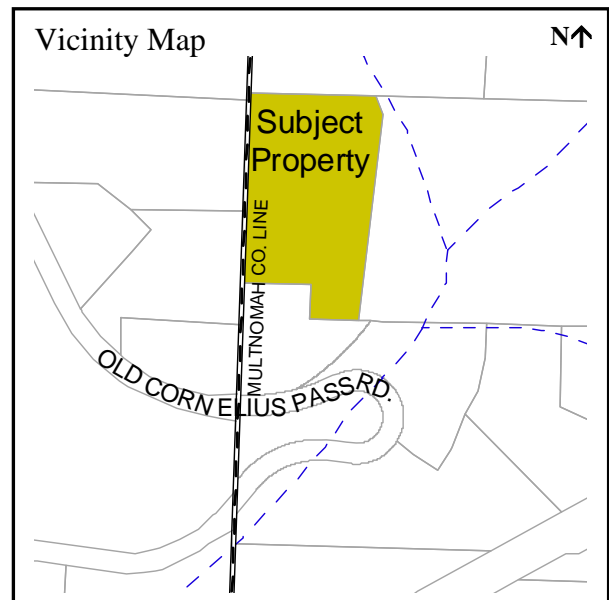 Vicinity Map
N↑
Subject
Property
MULTNOMAH CO. LINE
OLD CORNELIUS PASS RD.